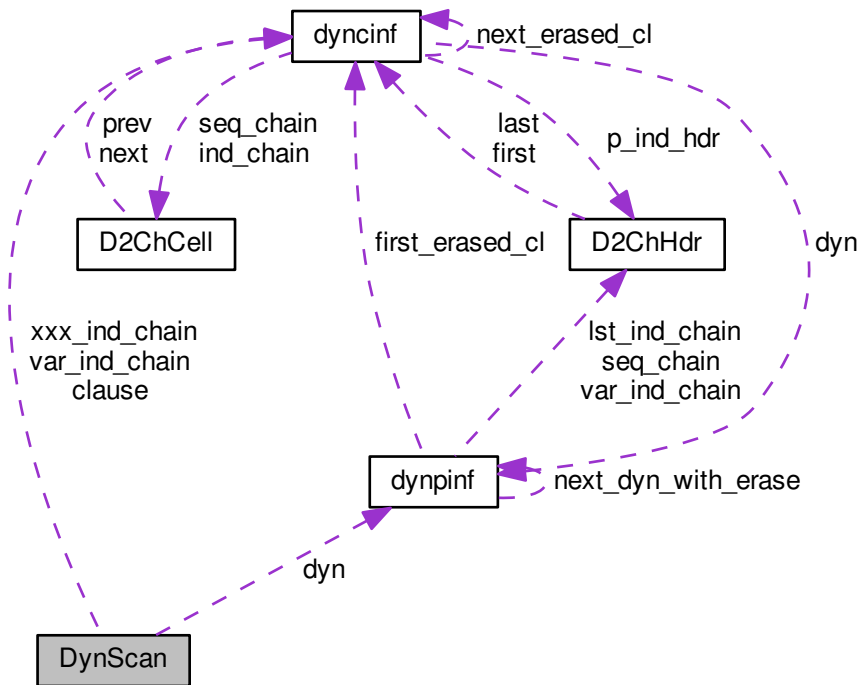 dyncinf
next_erased_cl
prev
next
seq_chain
ind_chain
last
first
p_ind_hdr
D2ChCell
first_erased_cl
D2ChHdr
dyn
xxx_ind_chain
var_ind_chain
clause
lst_ind_chain
seq_chain
var_ind_chain
dynpinf
next_dyn_with_erase
dyn
DynScan